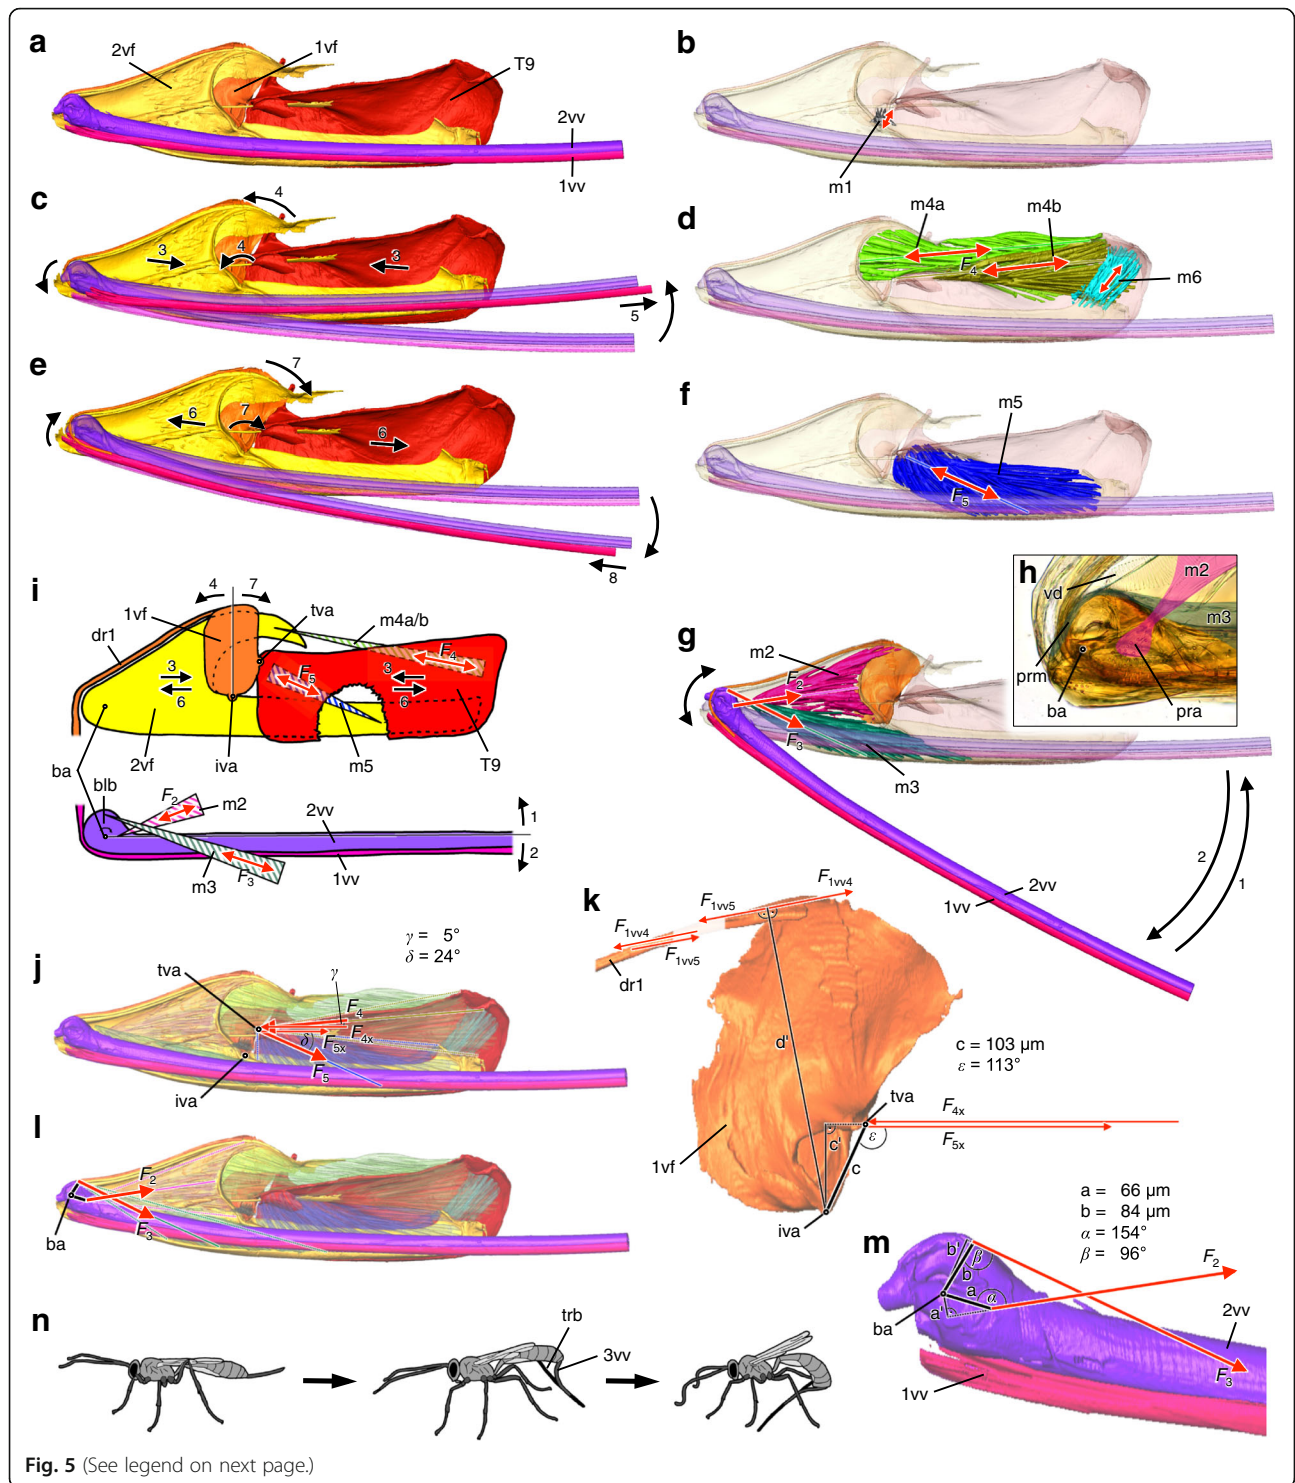 a
2vf
1vf
T9
2vv
1vv
b
m1
c
4
3
4
3
5
d
m4a
m4b
F4
m6
e
7
6
7
6
8
f
m5
F5
g
m2
F2
F3
m3
2
1
2vv
1vv
h
m2
vd
m3
prm
ba
pra
i
4
7
1vf
tva
dr1
m4a/b
F4
F5
3
6
3
6
ba
2vf
iva
m5
T9
blb
F2
m2
2vv
1
2
F3
m3
1vv
j
γ = 5°
δ = 24°
tva
γ
F4
F4x
δ
F5x
F5
iva
k
F1vv4
F1vv5
F1vv4
F1vv5
dr1
d'
c = 103 µm
ε = 113°
tva
F4x
F5x
ε
c'
c
1vf
iva
l
F2
F3
ba
m
a = 66 µm
b = 84 µm
α = 154°
β = 96°
b'
β
b
a
α
a'
F2
ba
2vv
F3
1vv
n
trb
3vv
Fig. 5 (See legend on next page.)